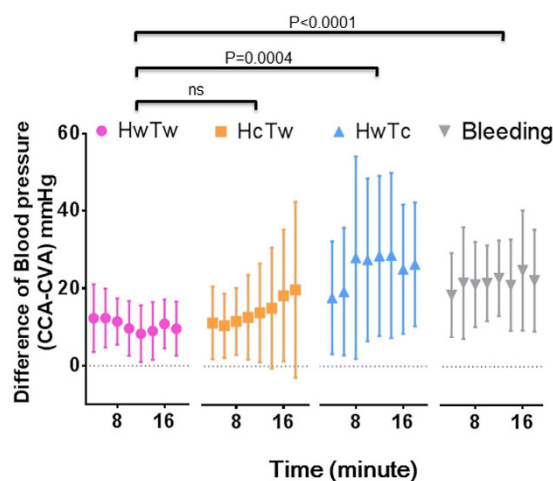 P<0.0001
P=0.0004
ns
HwTw HcTw HwTc Bleeding
Difference of Blood pressure
(CCA-CVA) mmHg
60
40
20
0
8 16 8 16 8 16 8 16
Time (minute)